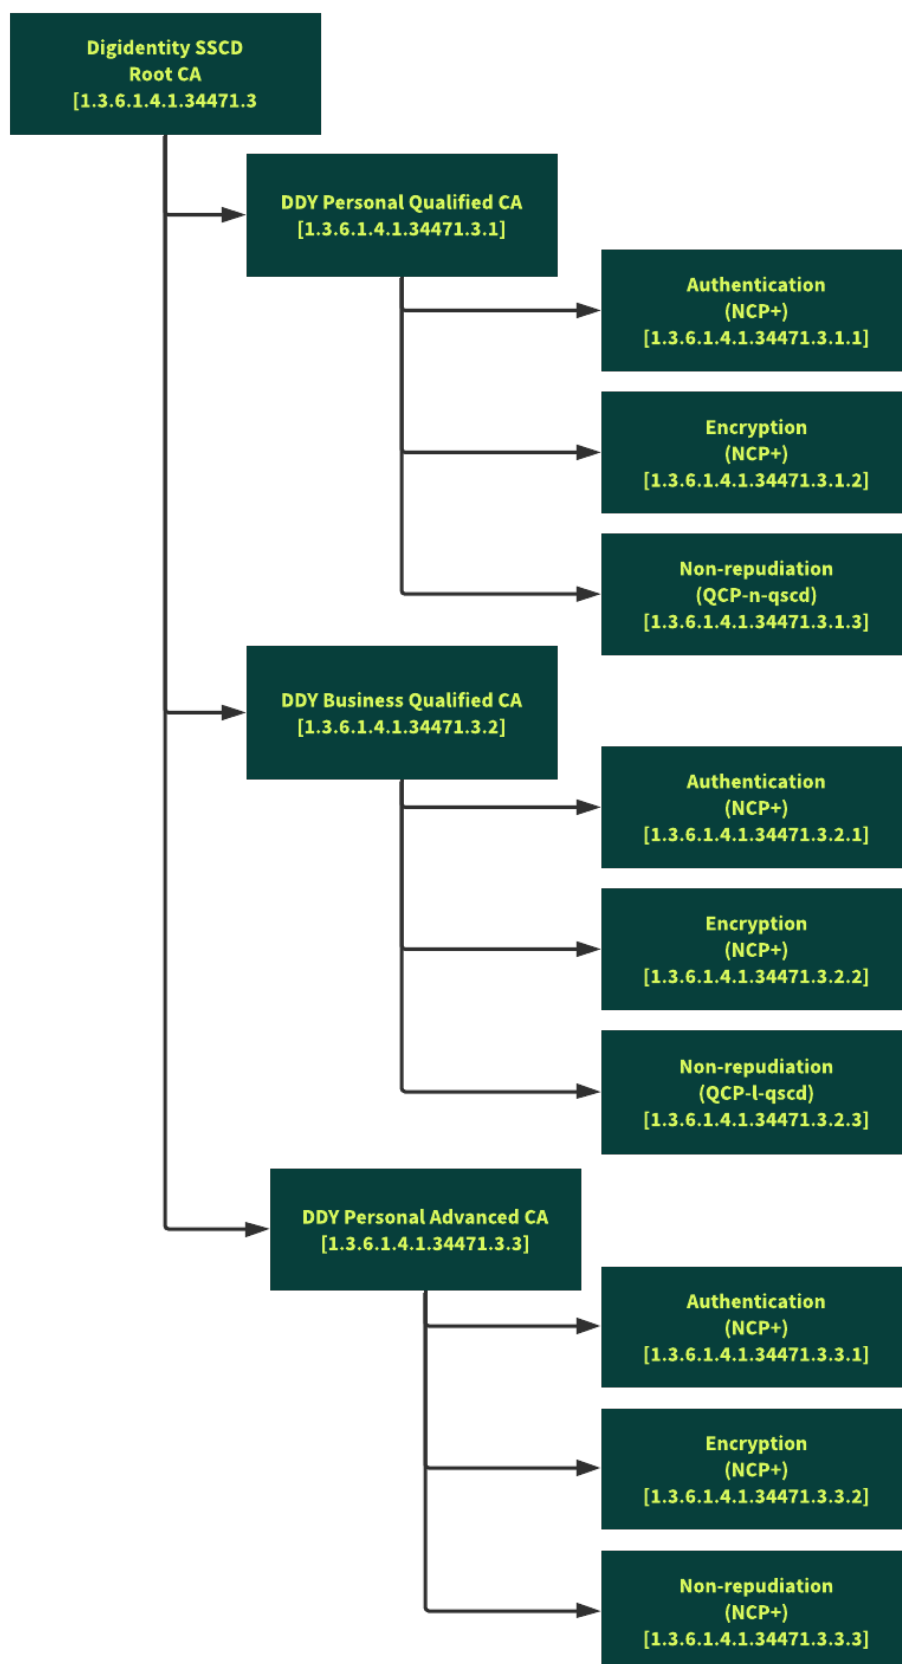 Digidentity SSCD
Root CA
[1.3.6.1.4.1.34471.3
DDY Personal Qualified CA
[1.3.6.1.4.1.34471.3.1]
Authentication
(NCP+)
[1.3.6.1.4.1.34471.3.1.1]
Encryption
(NCP+)
[1.3.6.1.4.1.34471.3.1.2]
Non-repudiation
(QCP-n-qscd)
[1.3.6.1.4.1.34471.3.1.3]
DDY Business Qualified CA
[1.3.6.1.4.1.34471.3.2]
Authentication
(NCP+)
[1.3.6.1.4.1.34471.3.2.1]
Encryption
(NCP+)
[1.3.6.1.4.1.34471.3.2.2]
Non-repudiation
(QCP-l-qscd)
[1.3.6.1.4.1.34471.3.2.3]
DDY Personal Advanced CA
[1.3.6.1.4.1.34471.3.3]
Authentication
(NCP+)
[1.3.6.1.4.1.34471.3.3.1]
Encryption
(NCP+)
[1.3.6.1.4.1.34471.3.3.2]
Non-repudiation
(NCP+)
[1.3.6.1.4.1.34471.3.3.3]